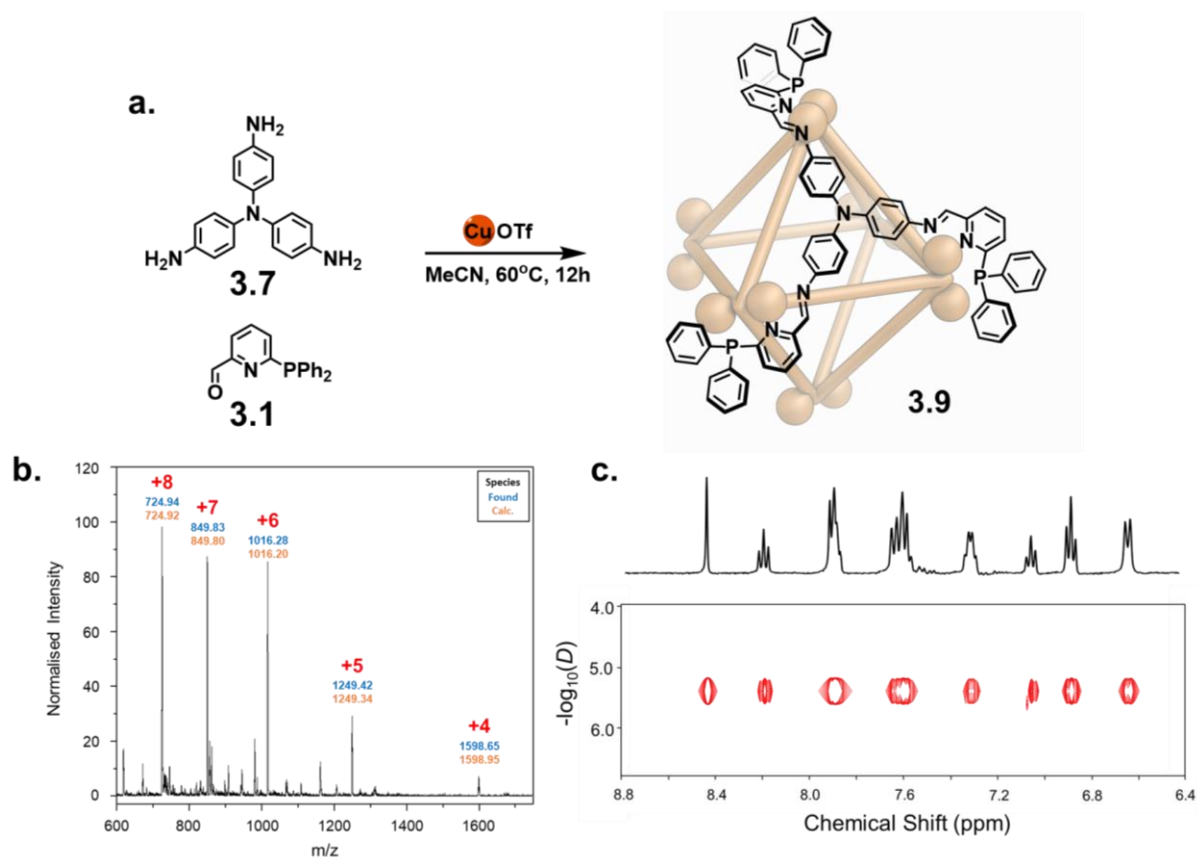 a.
NH2
N
H2N
NH2
3.7
O
N
PPh2
3.1
CuOTf
MeCN, 60°C, 12h
P
N
N
N
N
N
P
N
N
P
3.9
b.
Normalised Intensity
120
100
80
60
40
20
0
600
800
1000
1200
1400
1600
m/z
+8
724.94
724.92
+7
849.83
849.80
+6
1016.28
1016.20
+5
1249.42
1249.34
+4
1598.65
1598.95
Species
Found
Calc.
c.
-log10(D)
4.0
5.0
6.0
8.8
8.4
8.0
7.6
7.2
6.8
6.4
Chemical Shift (ppm)